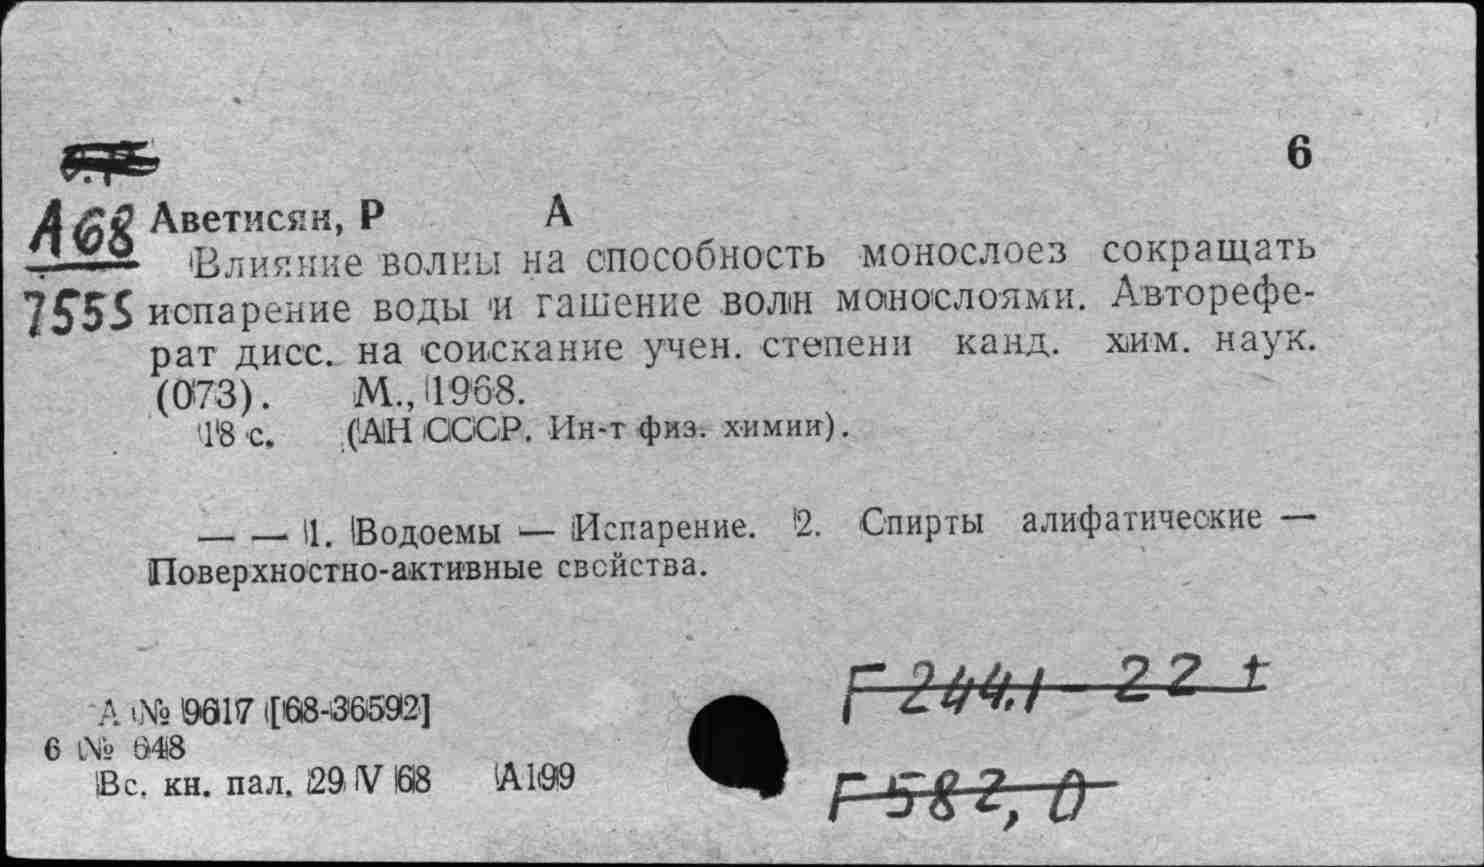 6
А68 Аветисян, Р А
Влияние волны на способность монослоев сокращать
7555 испарение воды и гашение волн монослоями. Авторефе-
рат дисс. на соискание учен. степени канд. хим. наук.
(073). М., 1968.
18 с. (АН СССР. Ин-т физ. химии).
— — 1. Водоемы — Испарение. 2. Спирты алифатические —
Поверхностно-активные свойства.
F 244.1 - 22 +
А № 9617 [68-36592]
6 № 648
Вс. кн. пал. 29 IV 68 А199
F 582,0